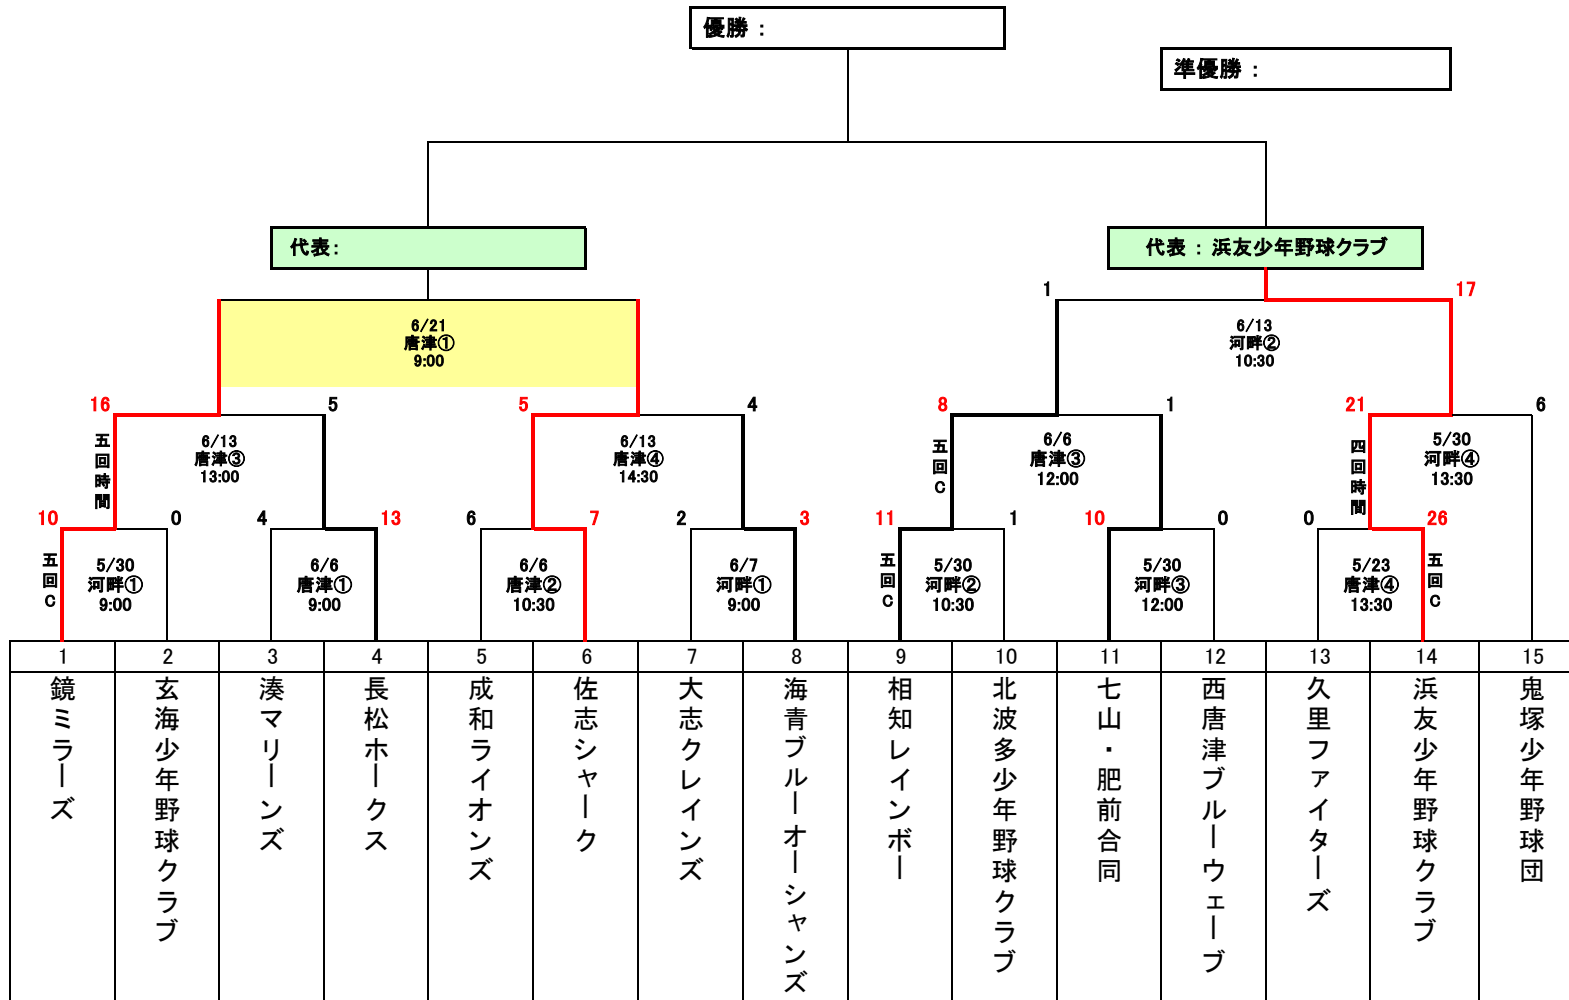 優勝：
準優勝：
代表：
代表：浜友少年野球クラブ
1
17
6/21
唐津①
9:00
6/13
河畔②
10:30
16
5
5
4
8
1
21
6
五回時間
6/13
唐津③
13:00
6/13
唐津④
14:30
五回C
6/6
唐津③
12:00
四回時間
5/30
河畔④
13:30
10
0
4
13
6
7
2
3
11
1
10
0
0
26
五回C
5/30
河畔①
9:00
6/6
唐津①
9:00
6/6
唐津②
10:30
6/7
河畔①
9:00
五回C
5/30
河畔②
10:30
5/30
河畔③
12:00
5/23
唐津④
13:30
五回C
1
2
3
4
5
6
7
8
9
10
11
12
13
14
15
鏡ミラーズ
玄海少年野球クラブ
湊マリーンズ
長松ホークス
成和ライオンズ
佐志シャーク
大志クレインズ
海青ブルーオーシャンズ
相知レインボー
北波多少年野球クラブ
七山・肥前合同
西唐津ブルーウェーブ
久里ファイターズ
浜友少年野球クラブ
鬼塚少年野球団